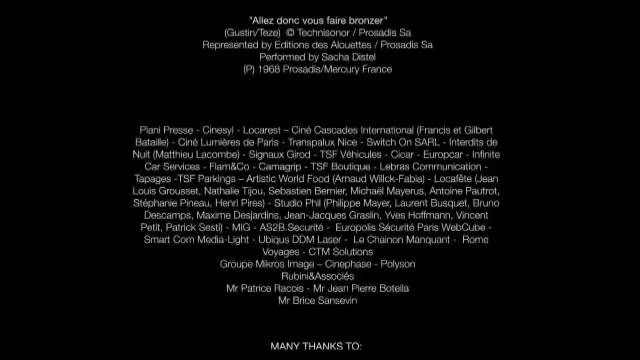 "Allez donc vous faire bronzer"
(Gustin/Teze) © Technisonor / Prosadis Sa
Represented by Editions des Alouettes / Prosadis Sa
Performed by Sacha Distel
(P) 1968 Prosadis/Mercury France
Piani Presse - Cinesyl - Locarest – Ciné Cascades International (Francis et Gilbert
Bataille) - Ciné Lumières de Paris - Transpalux Nice - Switch On SARL - Interdits de
Nuit (Matthieu Lacombe) - Signaux Girod - TSF Véhicules - Cicar - Europcar - Infinite
Car Services - Flam&Co - Camagrip - TSF Boutique - Lebras Communication -
Tapages -TSF Parkings – Artistic World Food (Arnaud Willck-Fabia) - Locafête (Jean
Louis Grousset, Nathalie Tijou, Sebastien Bernier, Michaël Mayerus, Antoine Pautrot,
Stéphanie Pineau, Henri Pires) - Studio Phil (Philippe Mayer, Laurent Busquet, Bruno
Descamps, Maxime Desjardins, Jean-Jacques Graslin, Yves Hoffmann, Vincent
Petit, Patrick Sesti) - MIG - AS2B.Securité - Europolis Sécurité Paris WebCube -
Smart Com Media-Light - Ubiqus DDM Laser - Le Chainon Manquant - Rome
Voyages - CTM Solutions
Groupe Mikros Image – Cinephase - Polyson
Rubini&Associés
Mr Patrice Racois - Mr Jean Pierre Botella
Mr Brice Sansevin
MANY THANKS TO: